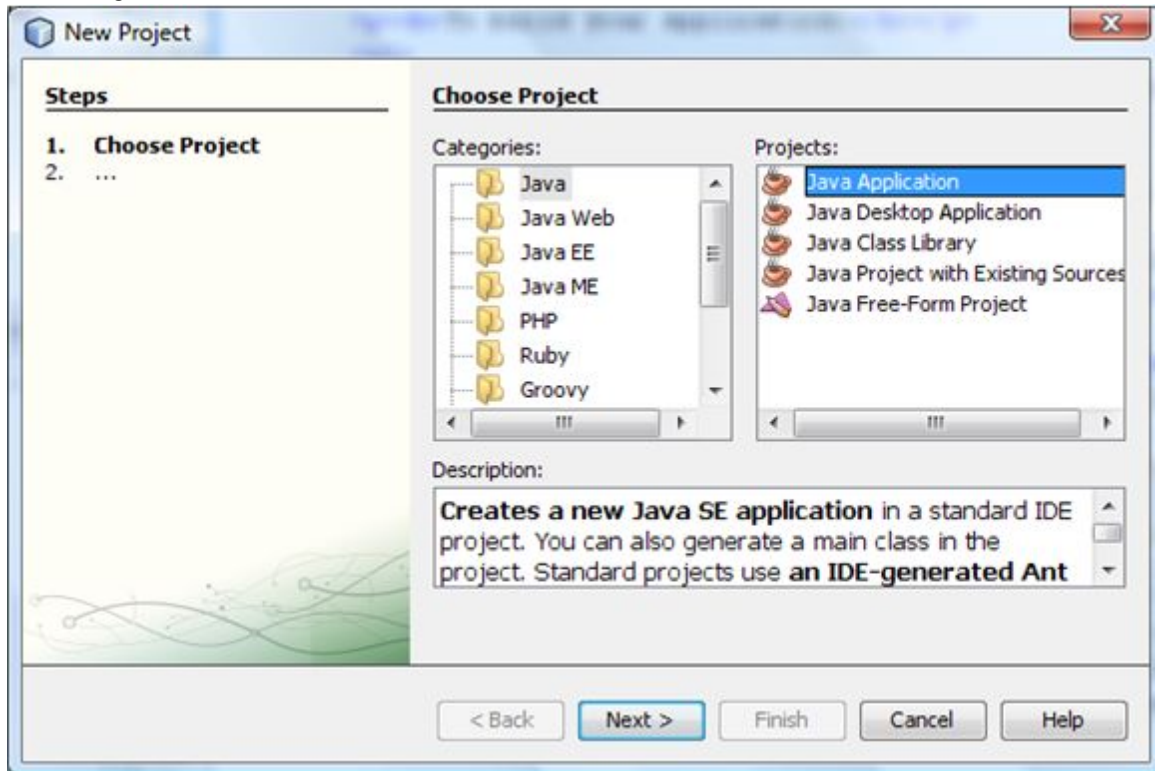 New Project
Steps
1. Choose Project
2. ...
Choose Project
Categories:
Java
Java Web
Java EE
Java ME
PHP
Ruby
Groovy
Projects:
Java Application
Java Desktop Application
Java Class Library
Java Project with Existing Sources
Java Free-Form Project
Description:
Creates a new Java SE application in a standard IDE
project. You can also generate a main class in the
project. Standard projects use an IDE-generated Ant
< Back
Next >
Finish
Cancel
Help